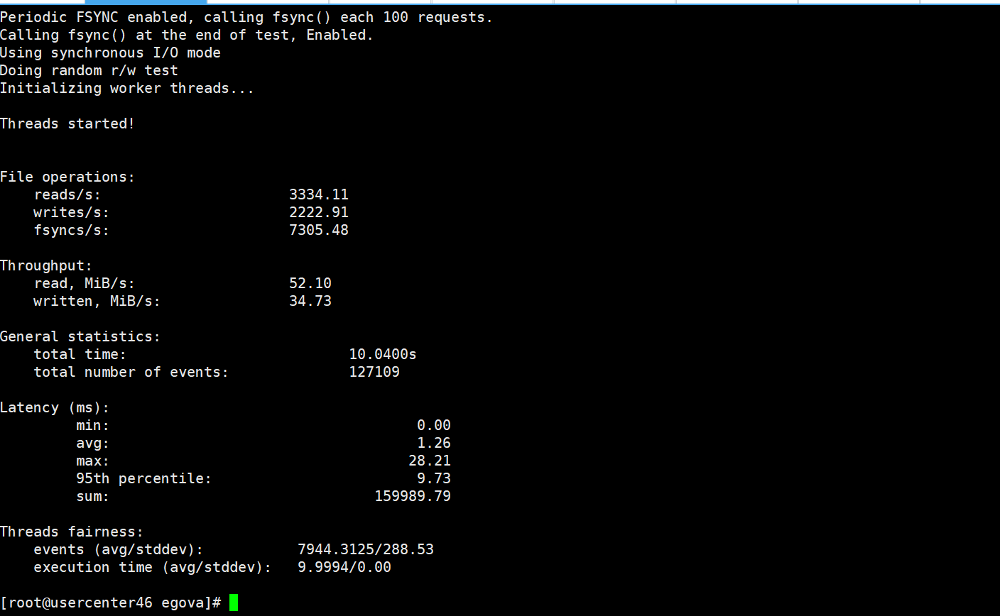 Periodic FSYNC enabled, calling fsync() each 100 requests.
Calling fsync() at the end of test, Enabled.
Using synchronous I/O mode
Doing random r/w test
Initializing worker threads...
Threads started!
File operations:
reads/s: 3334.11
writes/s: 2222.91
fsyncs/s: 7305.48
Throughput:
read, MiB/s: 52.10
written, MiB/s: 34.73
General statistics:
total time: 10.0400s
total number of events: 127109
Latency (ms):
min: 0.00
avg: 1.26
max: 28.21
95th percentile: 9.73
sum: 159989.79
Threads fairness:
events (avg/stddev): 7944.3125/288.53
execution time (avg/stddev): 9.9994/0.00
[root@usercenter46 egova]#